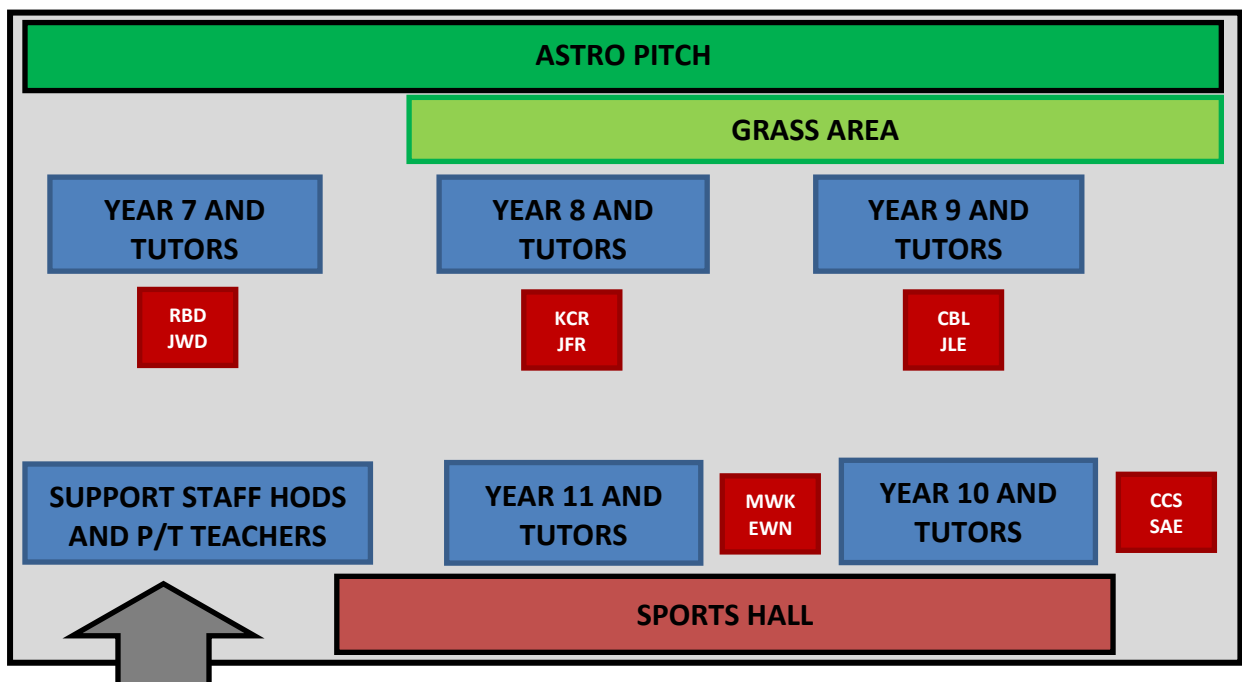 ASTRO PITCH
GRASS AREA
YEAR 7 AND
TUTORS
YEAR 8 AND
TUTORS
YEAR 9 AND
TUTORS
RBD
JWD
KCR
JFR
CBL
JLE
SUPPORT STAFF HODS
AND P/T TEACHERS
YEAR 11 AND
TUTORS
MWK
EWN
YEAR 10 AND
TUTORS
CCS
SAE
SPORTS HALL